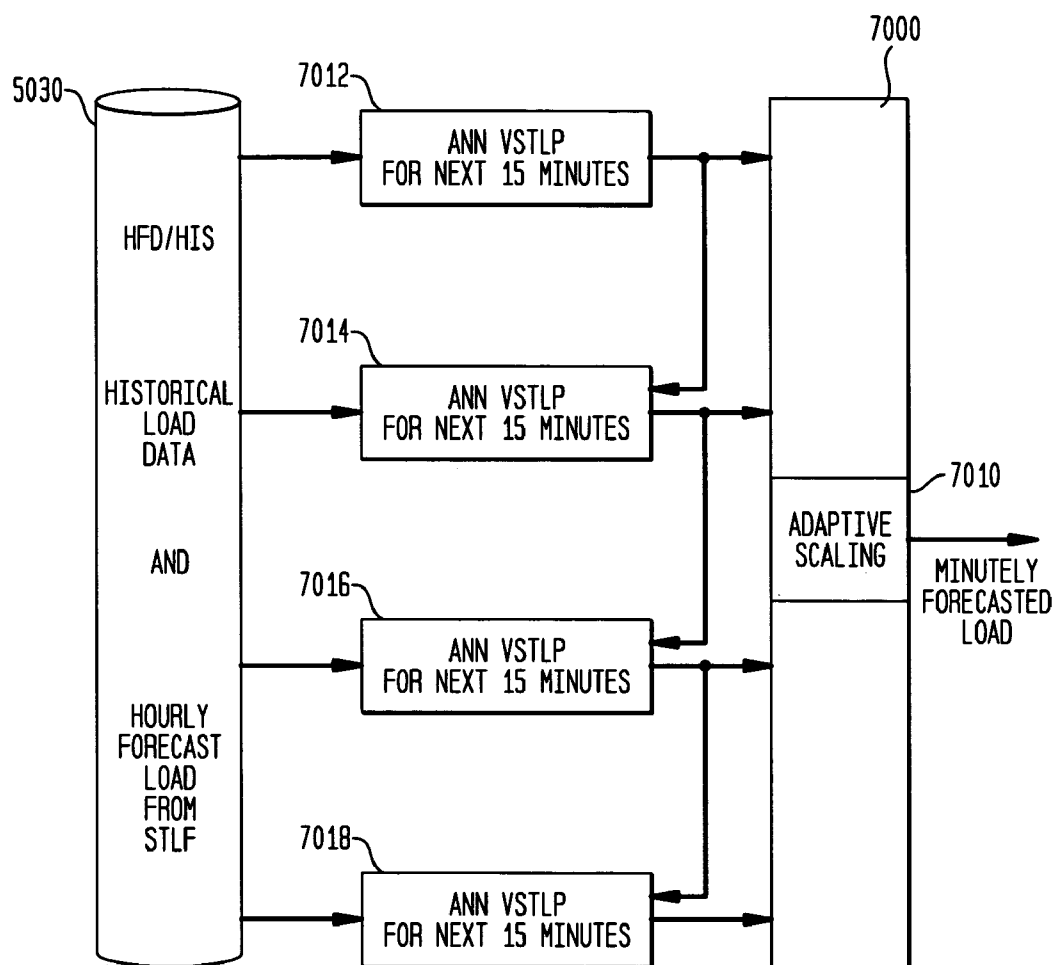 7000
5030
7012
ANN VSTLP
FOR NEXT 15 MINUTES
HFD/HIS
7014
ANN VSTLP
FOR NEXT 15 MINUTES
HISTORICAL
LOAD
DATA
7010
ADAPTIVE
SCALING
AND
MINUTELY
FORECASTED
LOAD
7016
ANN VSTLP
FOR NEXT 15 MINUTES
HOURLY
FORECAST
LOAD
FROM
STLF
7018
ANN VSTLP
FOR NEXT 15 MINUTES